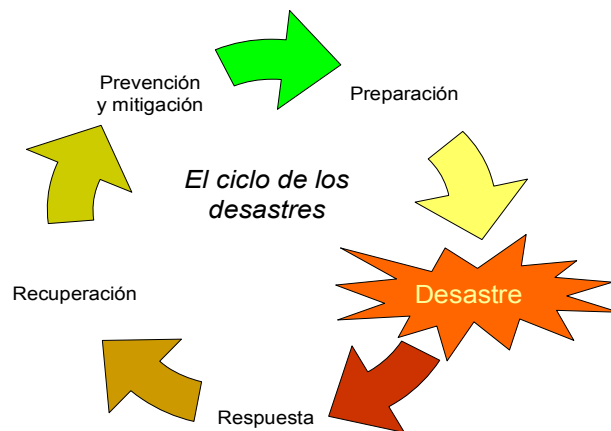 Prevención
y mitigación
Preparación
El ciclo de los
desastres
Desastre
Recuperación
Respuesta